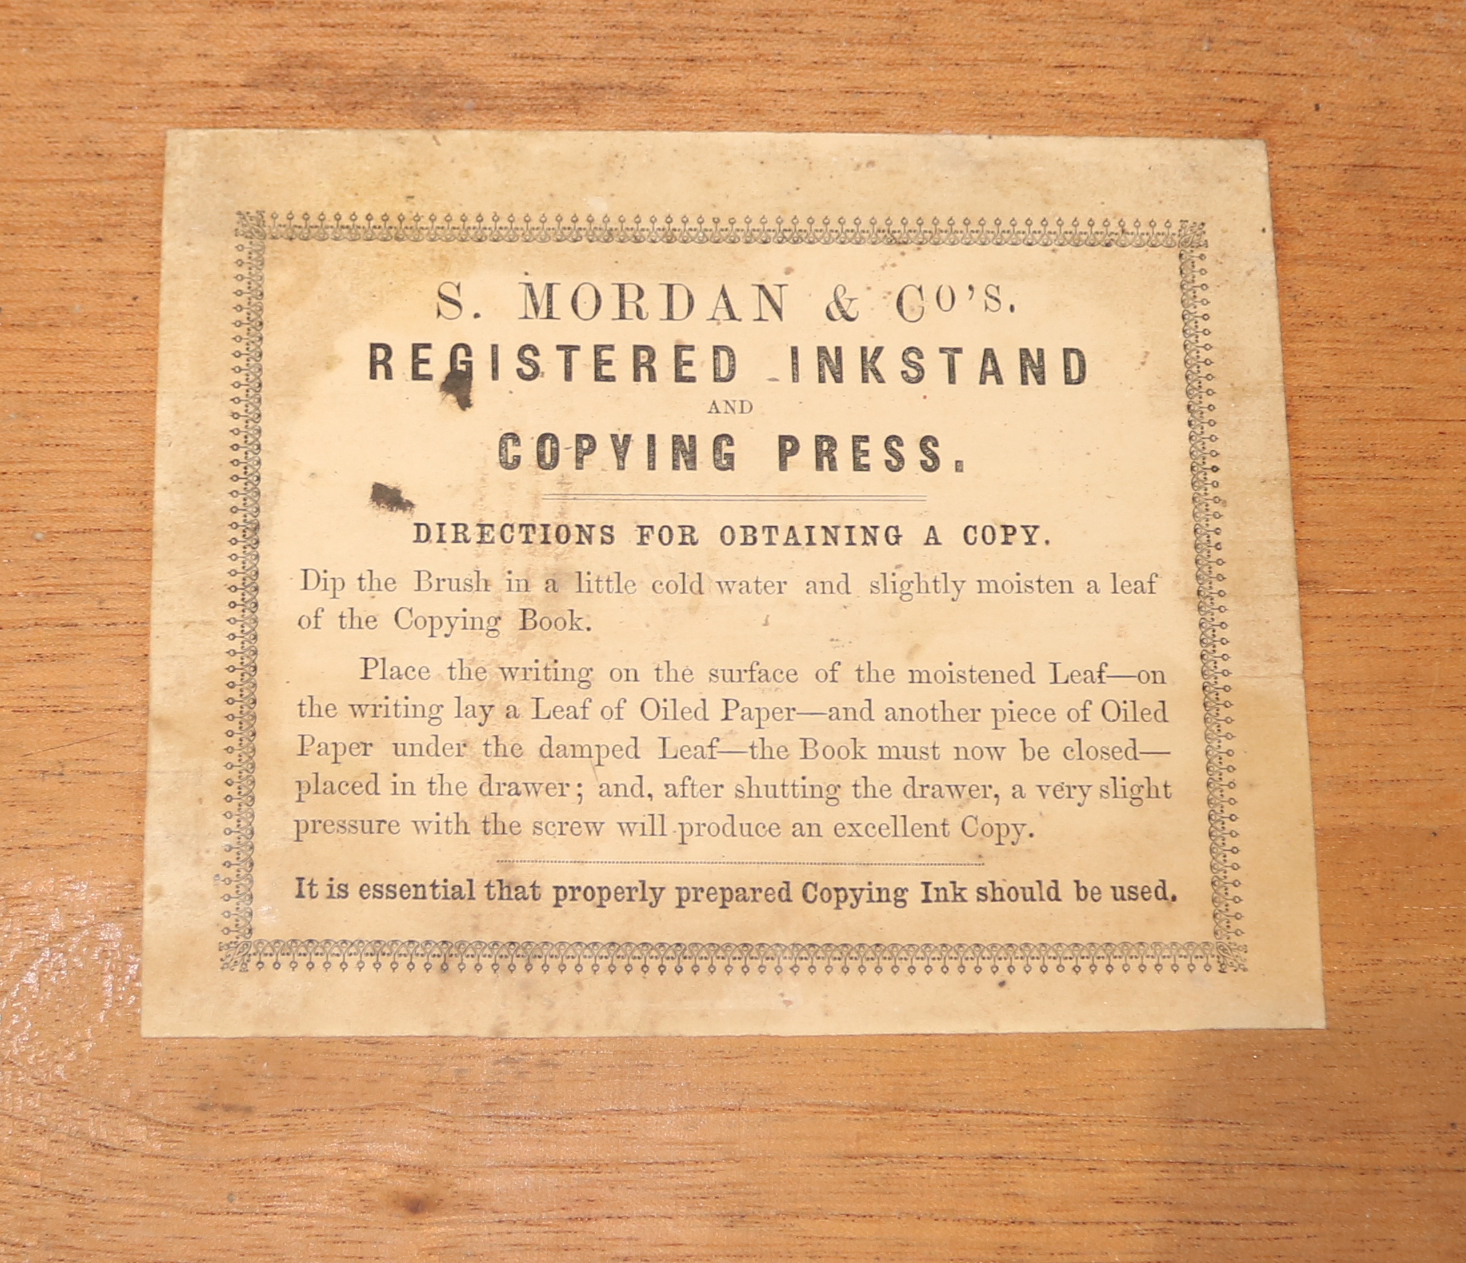 S. MORDAN & CO'S.
REGISTERED INKSTAND
AND
COPYING PRESS.
DIRECTIONS FOR OBTAINING A COPY.
Dip the Brush in a little cold water and slightly moisten a leaf
of the Copying Book.
Place the writing on the surface of the moistened Leaf—on
the writing lay a Leaf of Oiled Paper—and another piece of Oiled
Paper under the damped Leaf—the Book must now be closed—
placed in the drawer; and, after shutting the drawer, a very slight
pressure with the screw will produce an excellent Copy.
It is essential that properly prepared Copying Ink should be used.